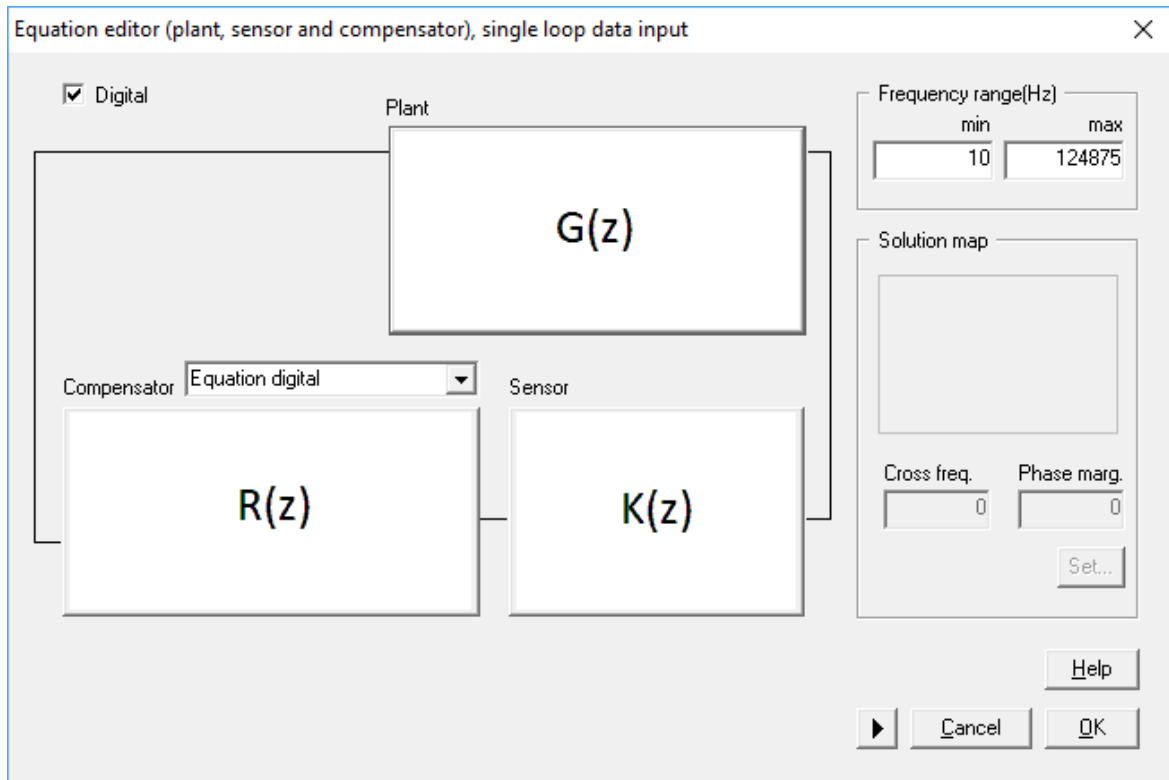 Equation editor (plant, sensor and compensator), single loop data input
Digital
Plant
G(z)
Compensator Equation digital
Sensor
R(z)
K(z)
Frequency range(Hz)
min max
10 124875
Solution map
Cross freq. Phase marg.
0 0
Set...
Help
Cancel OK